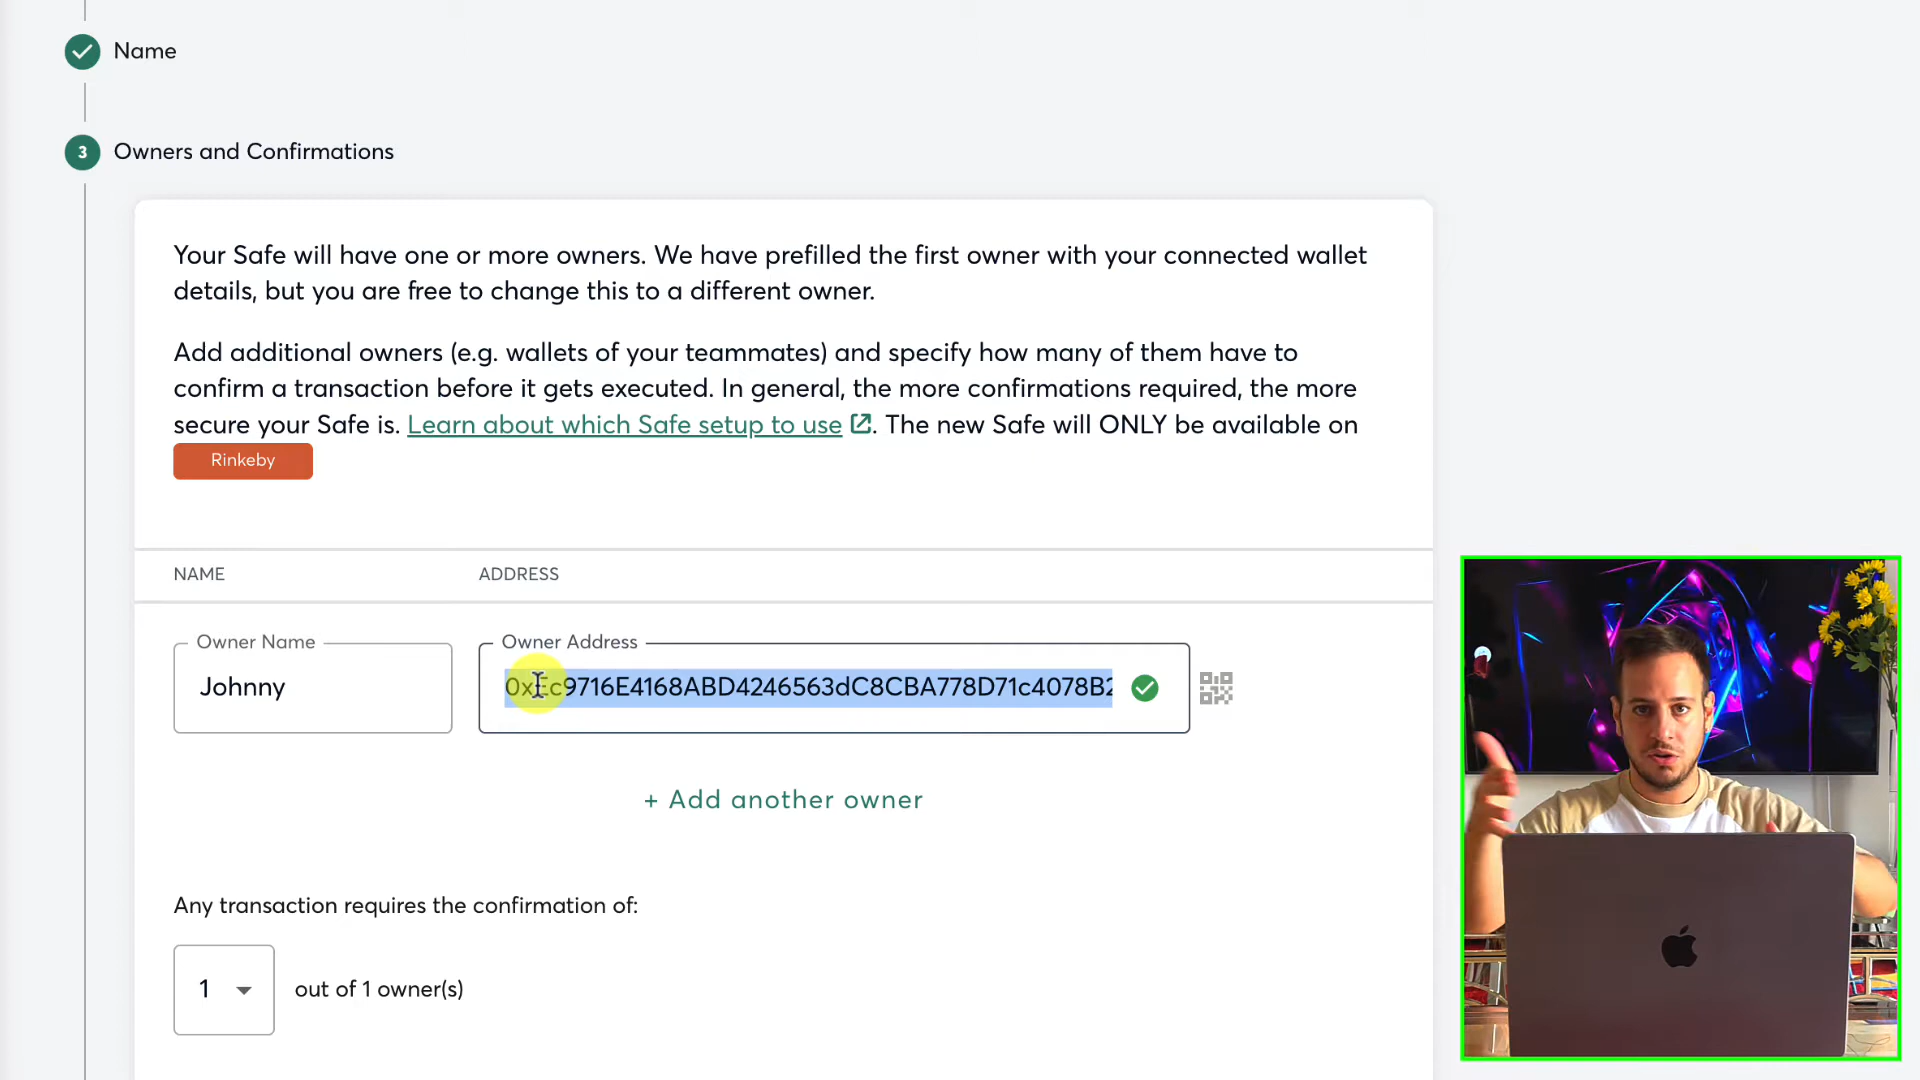 Name
3 Owners and Confirmations
Your Safe will have one or more owners. We have prefilled the first owner with your connected wallet
details, but you are free to change this to a different owner.
Add additional owners (e.g. wallets of your teammates) and specify how many of them have to
confirm a transaction before it gets executed. In general, the more confirmations required, the more
secure your Safe is. Learn about which Safe setup to use. The new Safe will ONLY be available on
Rinkeby
NAME ADDRESS
Owner Name Owner Address
Johnny 0xEc9716E4168ABD4246563dC8CBA778D71c4078B2
+ Add another owner
Any transaction requires the confirmation of:
1 out of 1 owner(s)